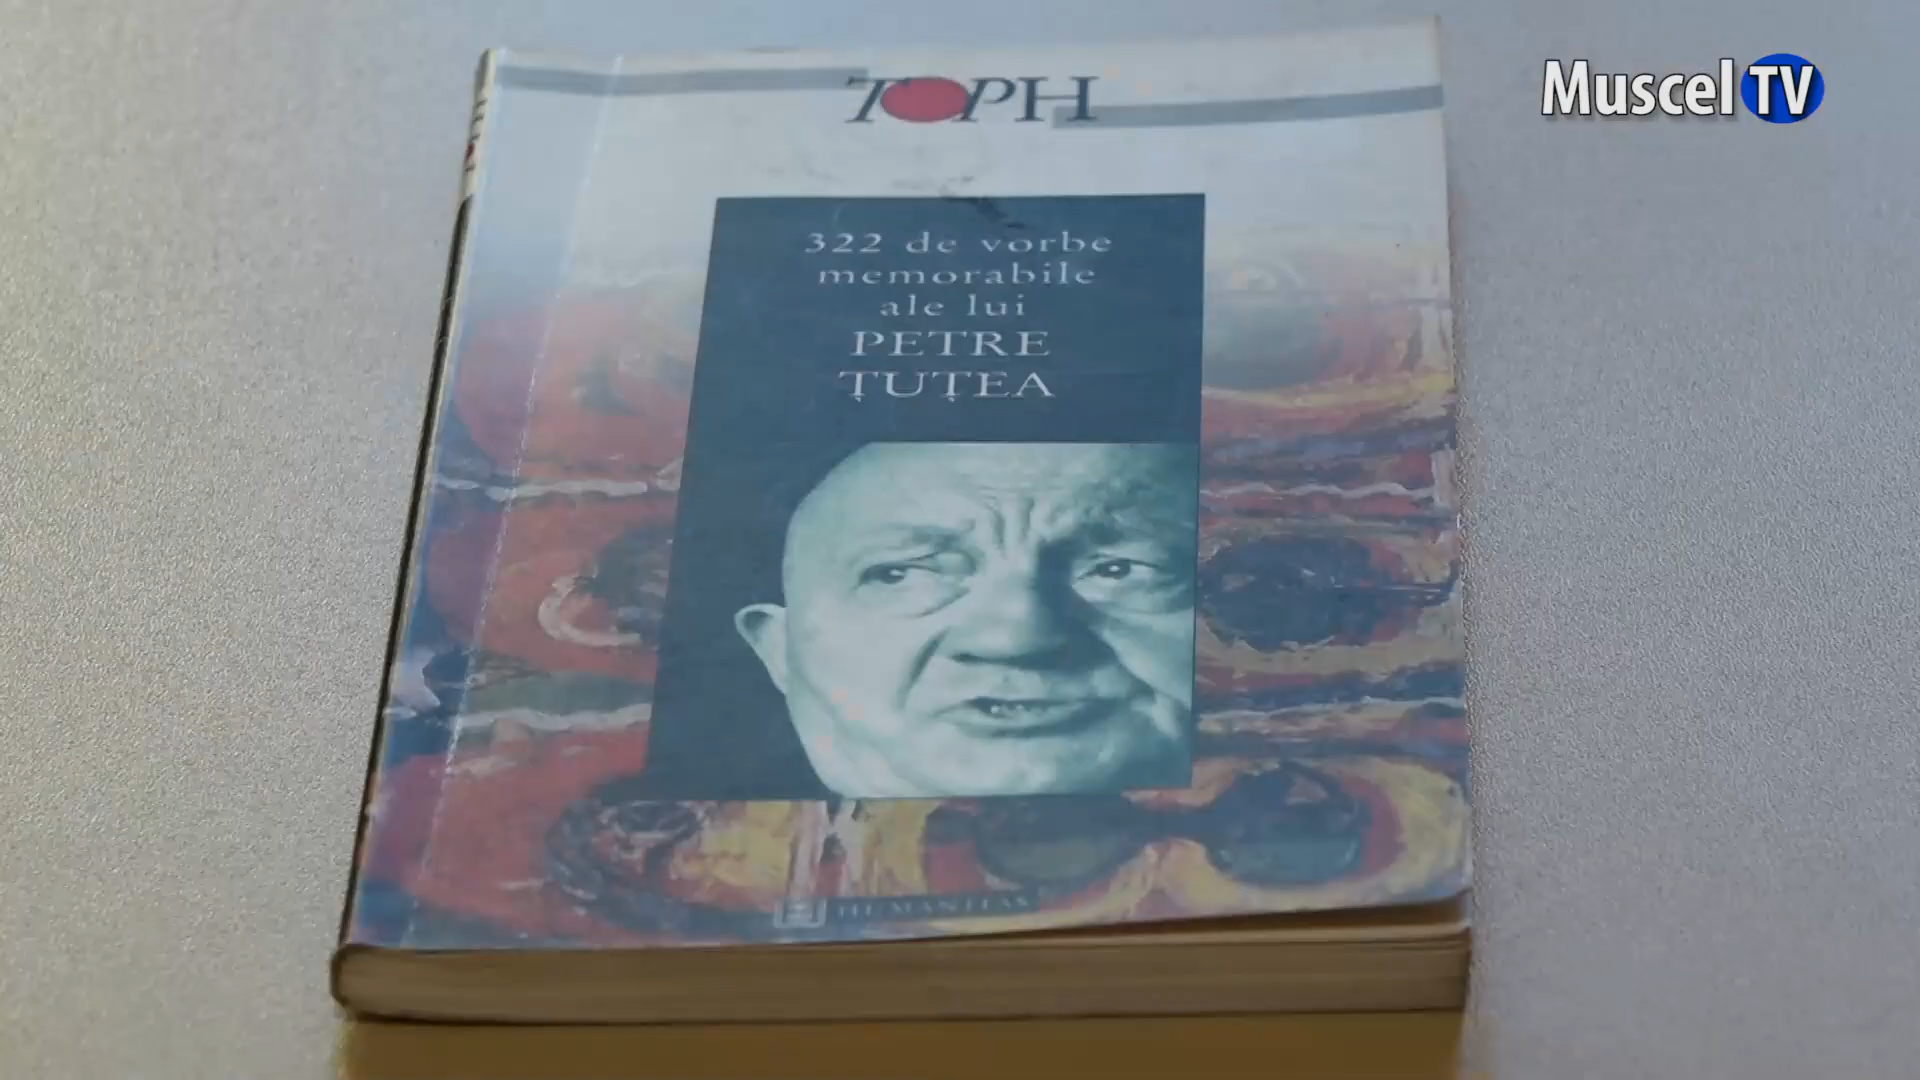 TOPH
Muscel TV
322 de vorbe
memorabile
ale lui
PETRE
ȚUȚEA
HUMANITAS